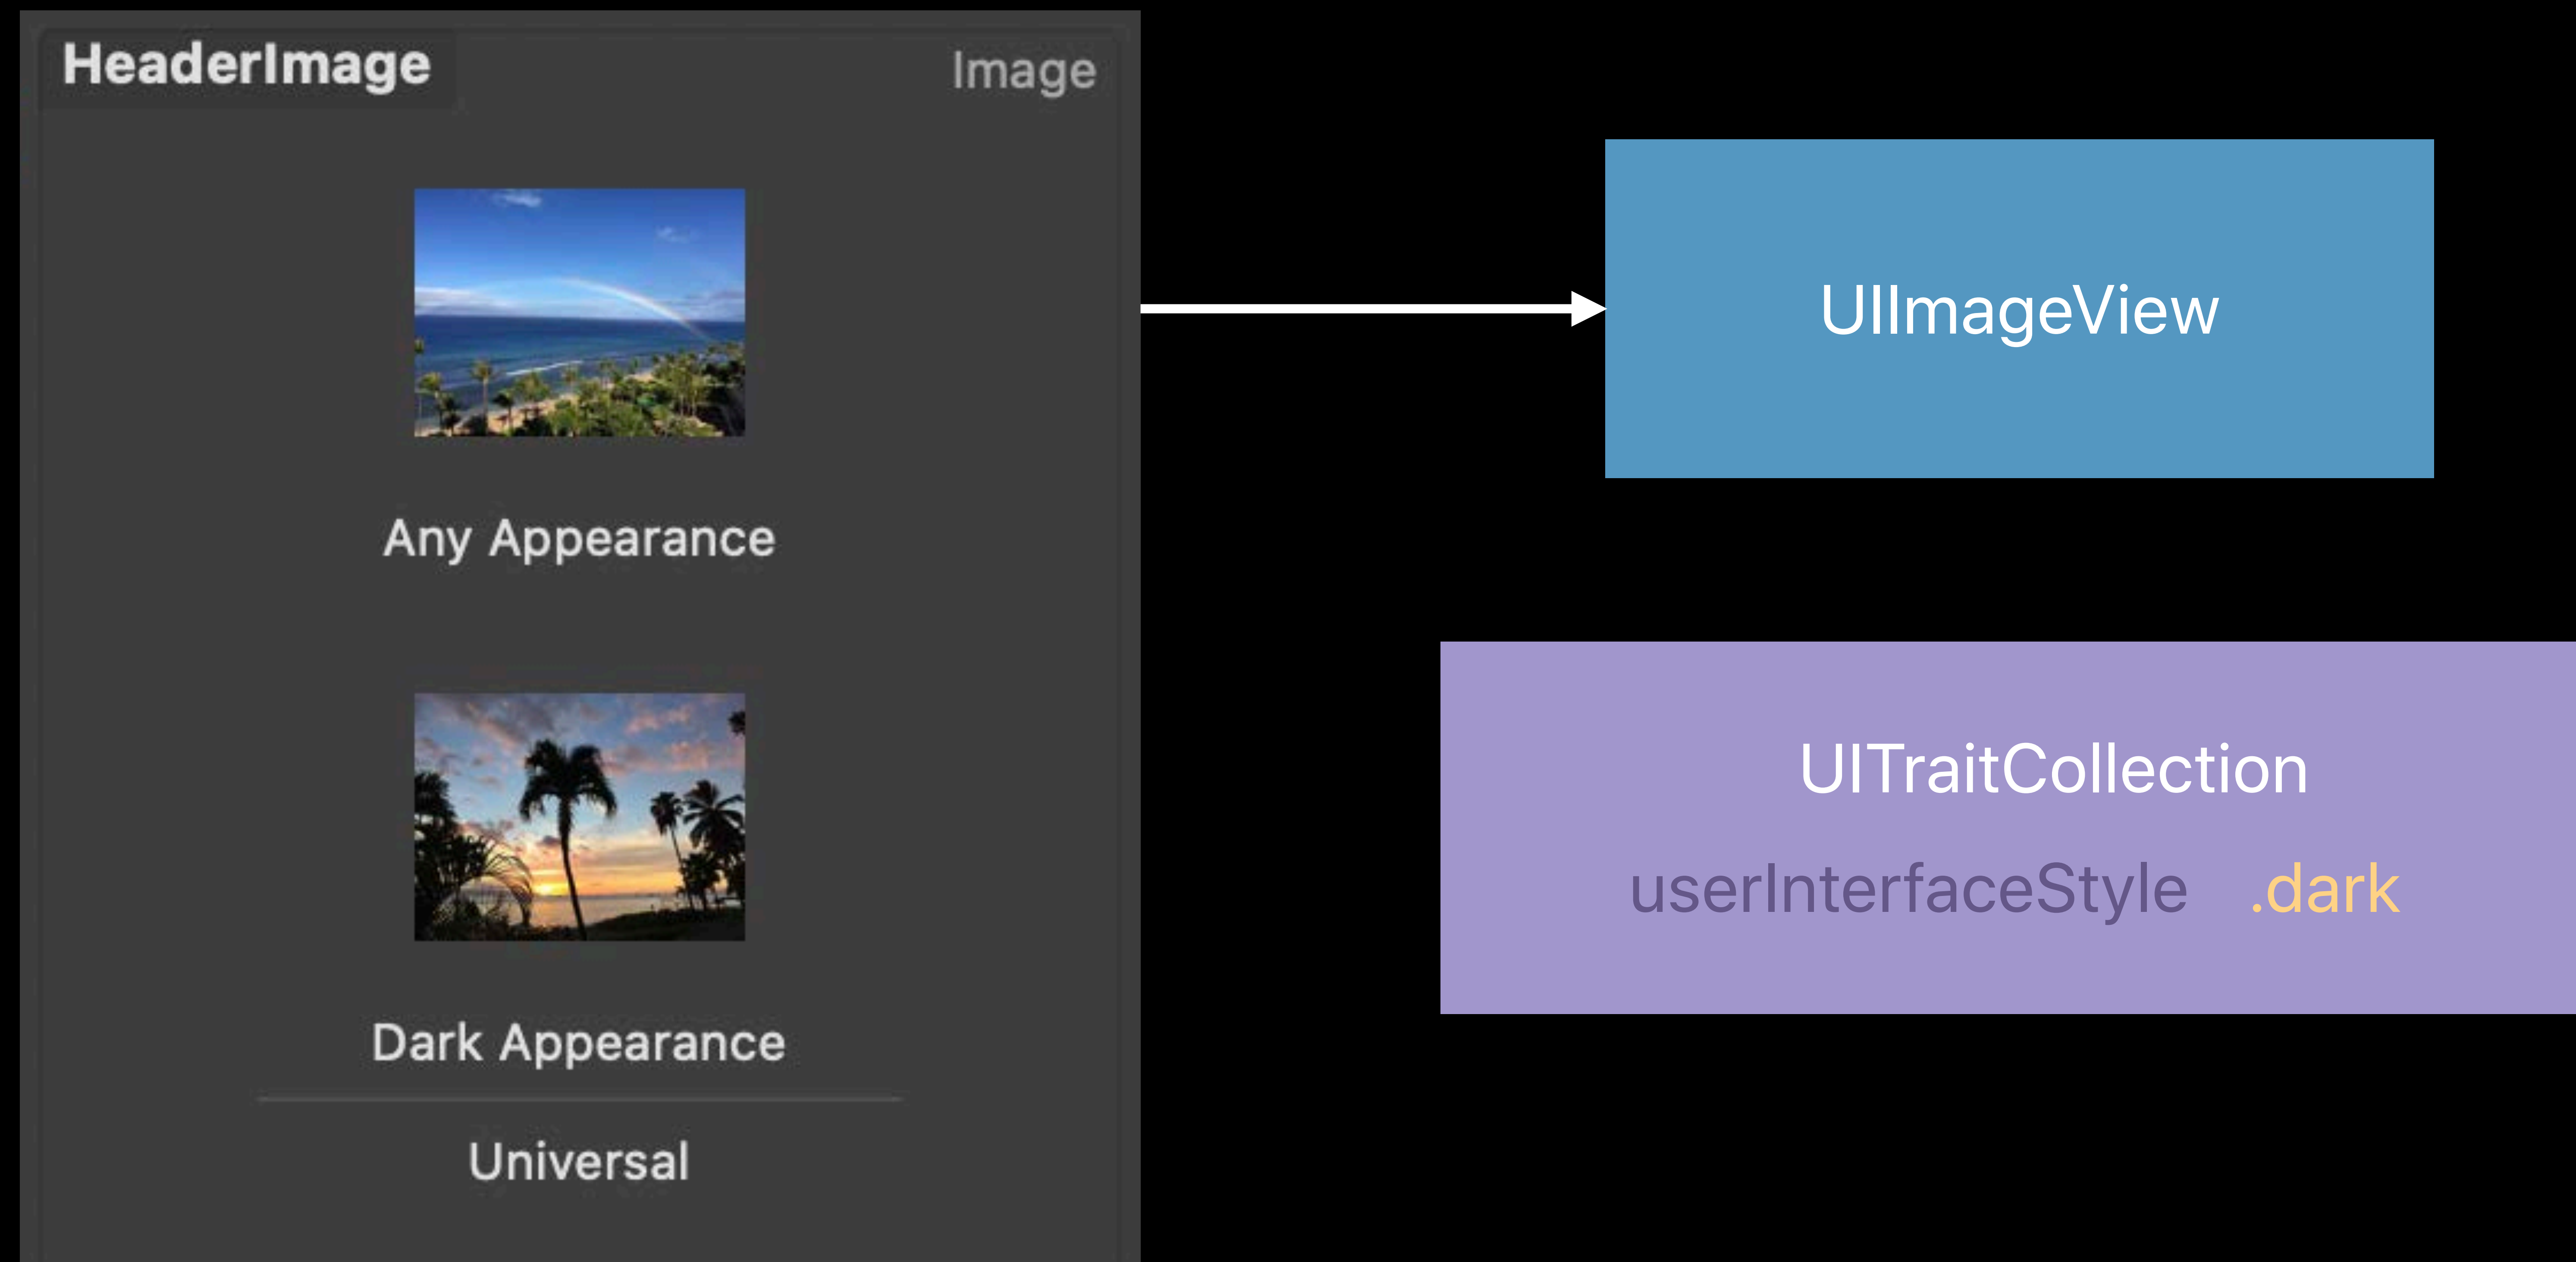 HeaderImage
Image
Any Appearance
Dark Appearance
Universal
UIImageView
UITraitCollection
userInterfaceStyle .dark